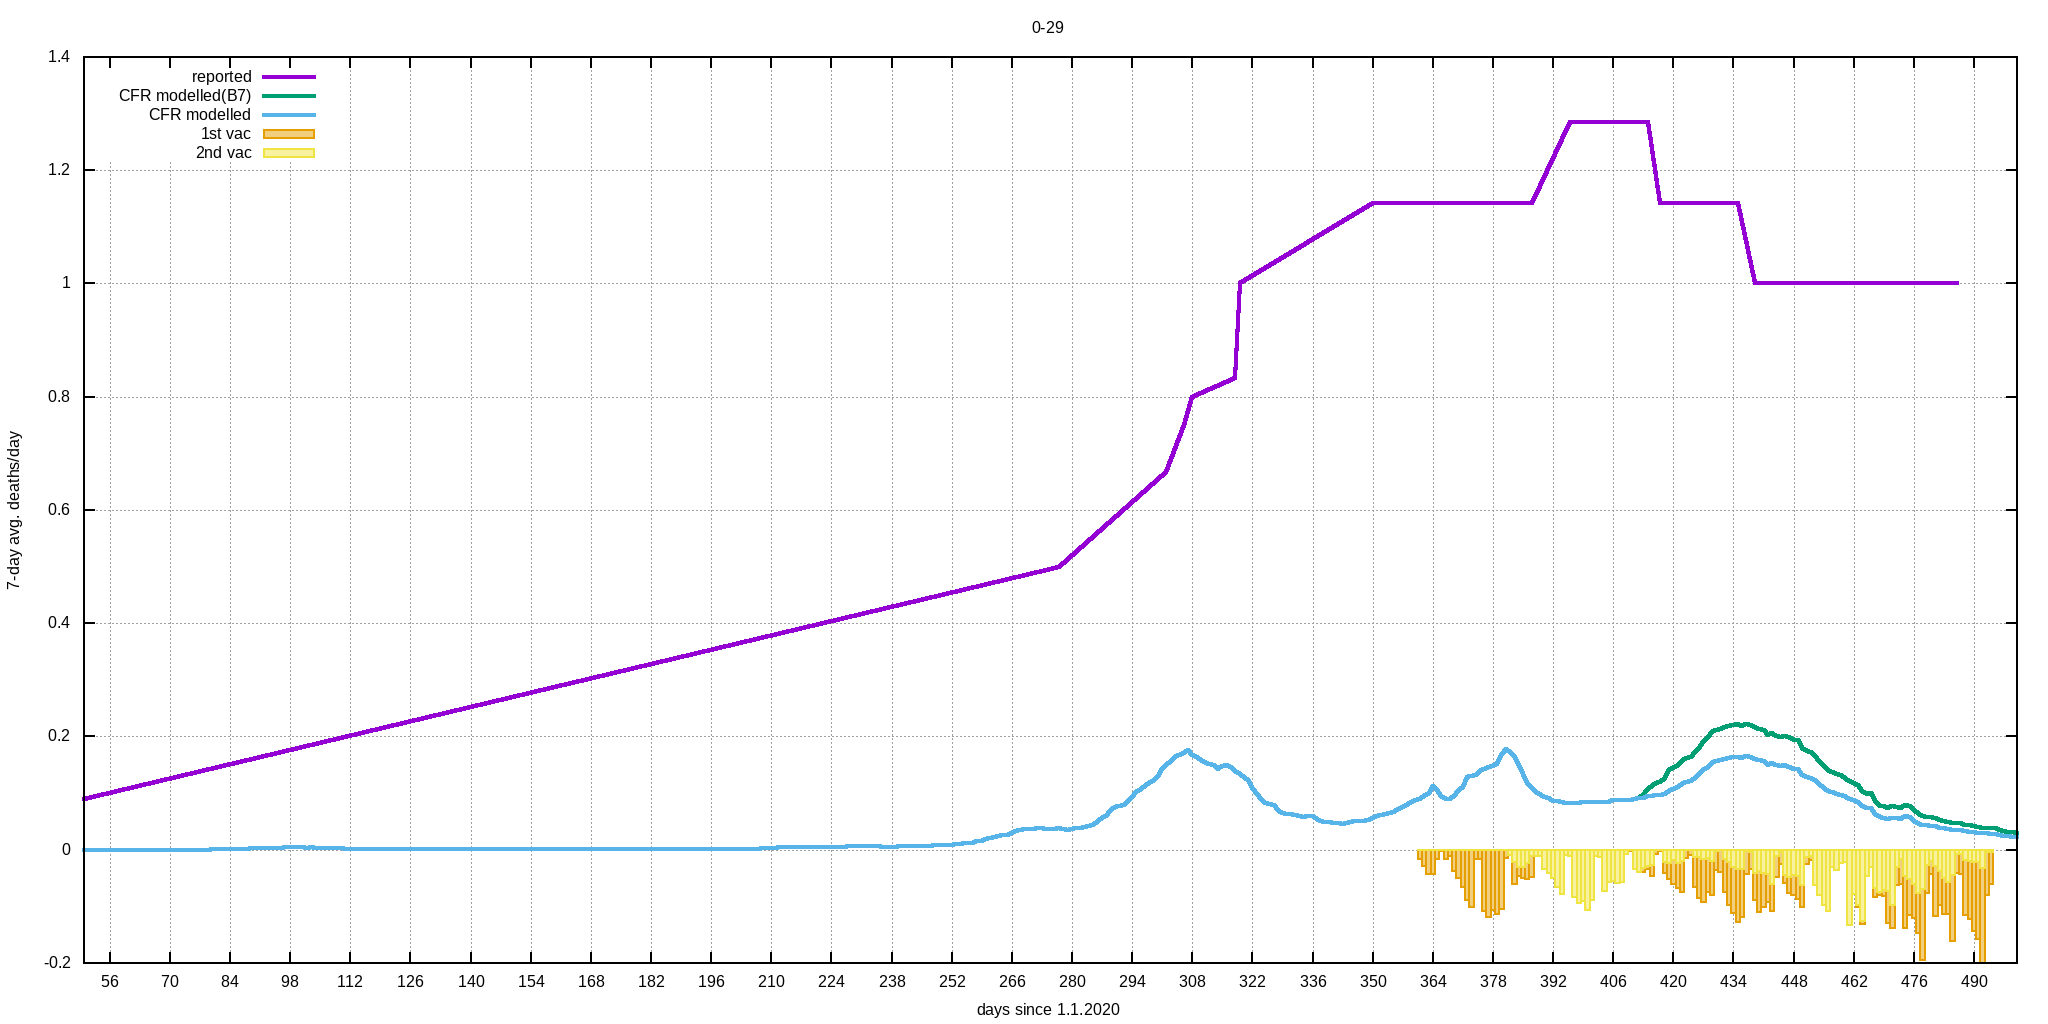 0-29
1.4
1.2
1
0.8
0.6
0.4
0.2
0
-0.2
reported
CFR modelled(B7)
CFR modelled
1st vac
2nd vac
7-day avg. deaths/day
56 70 84 98 112 126 140 154 168 182 196 210 224 238 252 266 280 294 308 322 336 350 364 378 392 406 420 434 448 462 476 490
days since 1.1.2020